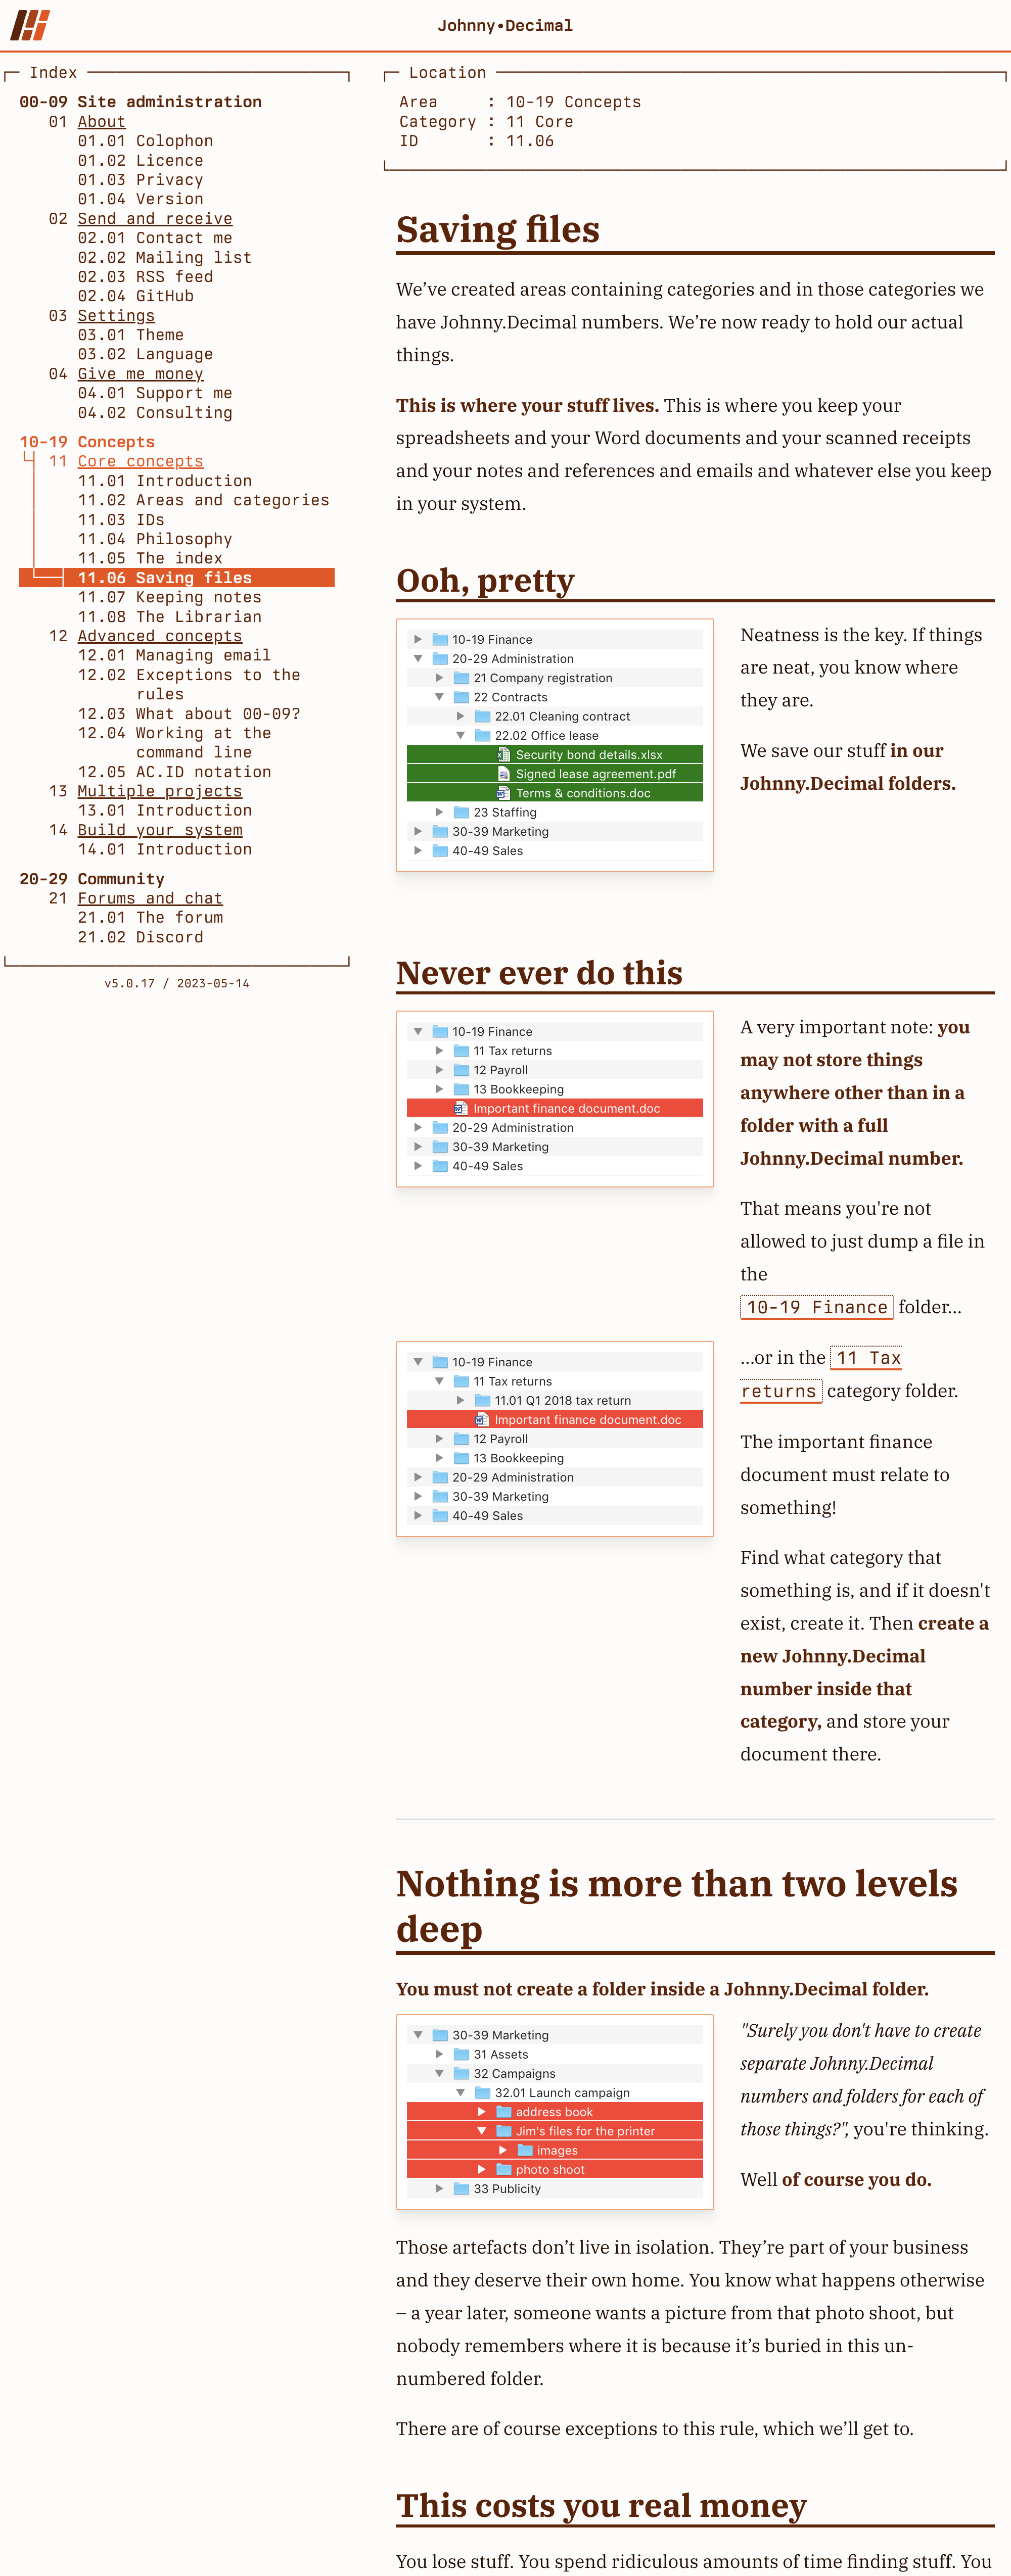 Johnny•Decimal
Index
00-09 Site administration
01 About
01.01 Colophon
01.02 Licence
01.03 Privacy
01.04 Version
02 Send and receive
02.01 Contact me
02.02 Mailing list
02.03 RSS feed
02.04 GitHub
03 Settings
03.01 Theme
03.02 Language
04 Give me money
04.01 Support me
04.02 Consulting
10-19 Concepts
11 Core concepts
11.01 Introduction
11.02 Areas and categories
11.03 IDs
11.04 Philosophy
11.05 The index
11.06 Saving files
11.07 Keeping notes
11.08 The Librarian
12 Advanced concepts
12.01 Managing email
12.02 Exceptions to the
rules
12.03 What about 00-09?
12.04 Working at the
command line
12.05 AC.ID notation
13 Multiple projects
13.01 Introduction
14 Build your system
14.01 Introduction
20-29 Community
21 Forums and chat
21.01 The forum
21.02 Discord
v5.0.17 / 2023-05-14
Location
Area : 10-19 Concepts
Category : 11 Core
ID : 11.06
Saving files
We’ve created areas containing categories and in those categories we
have Johnny.Decimal numbers. We’re now ready to hold our actual
things.
This is where your stuff lives. This is where you keep your
spreadsheets and your Word documents and your scanned receipts
and your notes and references and emails and whatever else you keep
in your system.
Ooh, pretty
10-19 Finance
20-29 Administration
21 Company registration
22 Contracts
22.01 Cleaning contract
22.02 Office lease
Security bond details.xlsx
Signed lease agreement.pdf
Terms & conditions.doc
23 Staffing
30-39 Marketing
40-49 Sales
Neatness is the key. If things
are neat, you know where
they are.
We save our stuff in our
Johnny.Decimal folders.
Never ever do this
10-19 Finance
11 Tax returns
12 Payroll
13 Bookkeeping
Important finance document.doc
20-29 Administration
30-39 Marketing
40-49 Sales
A very important note: you
may not store things
anywhere other than in a
folder with a full
Johnny.Decimal number.
That means you're not
allowed to just dump a file in
the
10-19 Finance folder...
10-19 Finance
11 Tax returns
11.01 Q1 2018 tax return
Important finance document.doc
12 Payroll
13 Bookkeeping
20-29 Administration
30-39 Marketing
40-49 Sales
...or in the 11 Tax
returns category folder.
The important finance
document must relate to
something!
Find what category that
something is, and if it doesn't
exist, create it. Then create a
new Johnny.Decimal
number inside that
category, and store your
document there.
Nothing is more than two levels
deep
You must not create a folder inside a Johnny.Decimal folder.
30-39 Marketing
31 Assets
32 Campaigns
32.01 Launch campaign
address book
Jim's files for the printer
images
photo shoot
33 Publicity
"Surely you don't have to create
separate Johnny.Decimal
numbers and folders for each of
those things?", you're thinking.
Well of course you do.
Those artefacts don’t live in isolation. They’re part of your business
and they deserve their own home. You know what happens otherwise
– a year later, someone wants a picture from that photo shoot, but
nobody remembers where it is because it’s buried in this un-
numbered folder.
There are of course exceptions to this rule, which we’ll get to.
This costs you real money
You lose stuff. You spend ridiculous amounts of time finding stuff. You